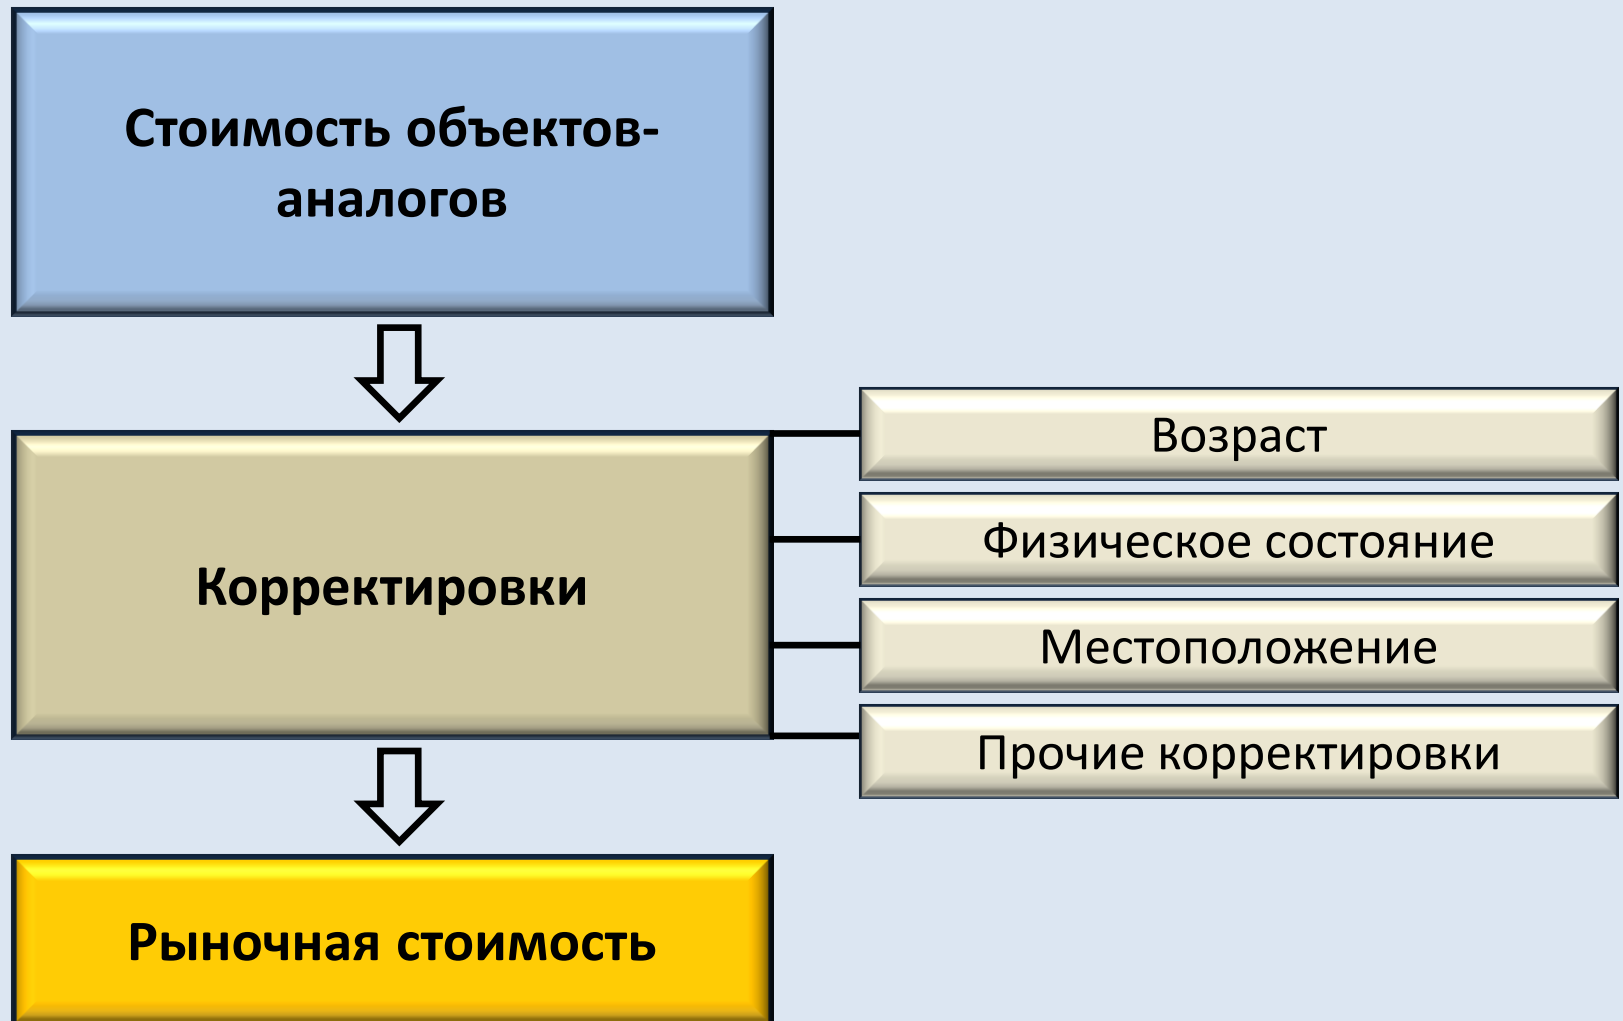 Стоимость объектов-
аналогов
Корректировки
Возраст
Физическое состояние
Местоположение
Прочие корректировки
Рыночная стоимость